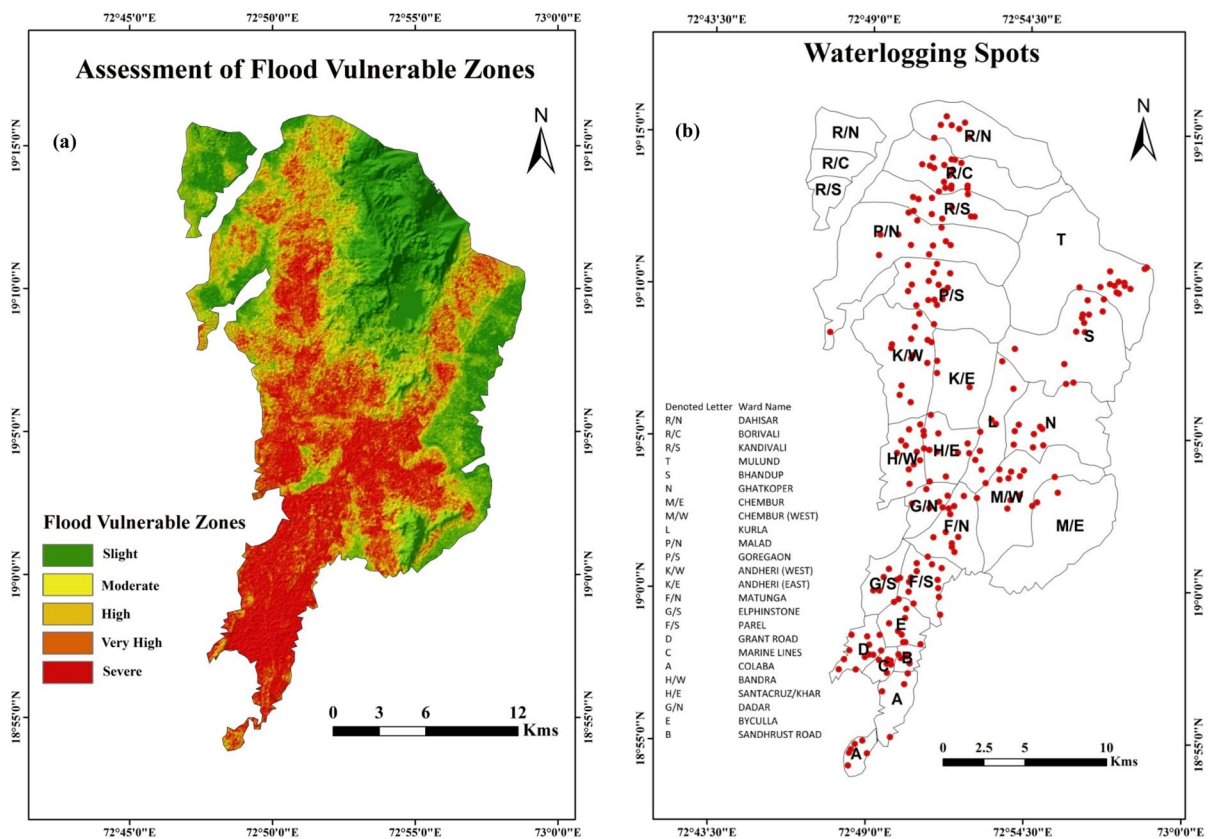 72°45'0"E 72°50'0"E 72°55'0"E 73°0'0"E
Assessment of Flood Vulnerable Zones
(a)
N
19°15'0"N 19°15'0"N
19°10'0"N 19°10'0"N
19°5'0"N 19°5'0"N
19°0'0"N 19°0'0"N
18°55'0"N 18°55'0"N
Flood Vulnerable Zones
Slight
Moderate
High
Very High
Severe
0 3 6 12
Kms
72°45'0"E 72°50'0"E 72°55'0"E 73°0'0"E
72°43'30"E 72°49'0"E 72°54'30"E
Waterlogging Spots
(b)
N
19°15'0"N 19°15'0"N
19°10'0"N 19°10'0"N
19°5'0"N 19°5'0"N
19°0'0"N 19°0'0"N
18°55'0"N 18°55'0"N
R/N
R/N
R/C
R/C
R/S
R/S
P/N
T
P/S
S
K/W
K/E
L
N
H/W
H/E
M/W
G/N
F/N
M/E
G/S
F/S
E
D
B
C
A
A
Denoted Letter Ward Name
R/N DAHISAR
R/C BORIVALI
R/S KANDIVALI
T MULUND
S BHANDUP
N GHATKOPER
M/E CHEMBUR
M/W CHEMBUR (WEST)
L KURLA
P/N MALAD
P/S GOREGAON
K/W ANDHERI (WEST)
K/E ANDHERI (EAST)
F/N MATUNGA
G/S ELPHINSTONE
F/S PAREL
D GRANT ROAD
C MARINE LINES
A COLABA
H/W BANDRA
H/E SANTACRUZ/KHAR
G/N DADAR
E BYCULLA
B SANDHRUST ROAD
0 2.5 5 10
Kms
72°43'30"E 72°49'0"E 72°54'30"E 73°0'0"E